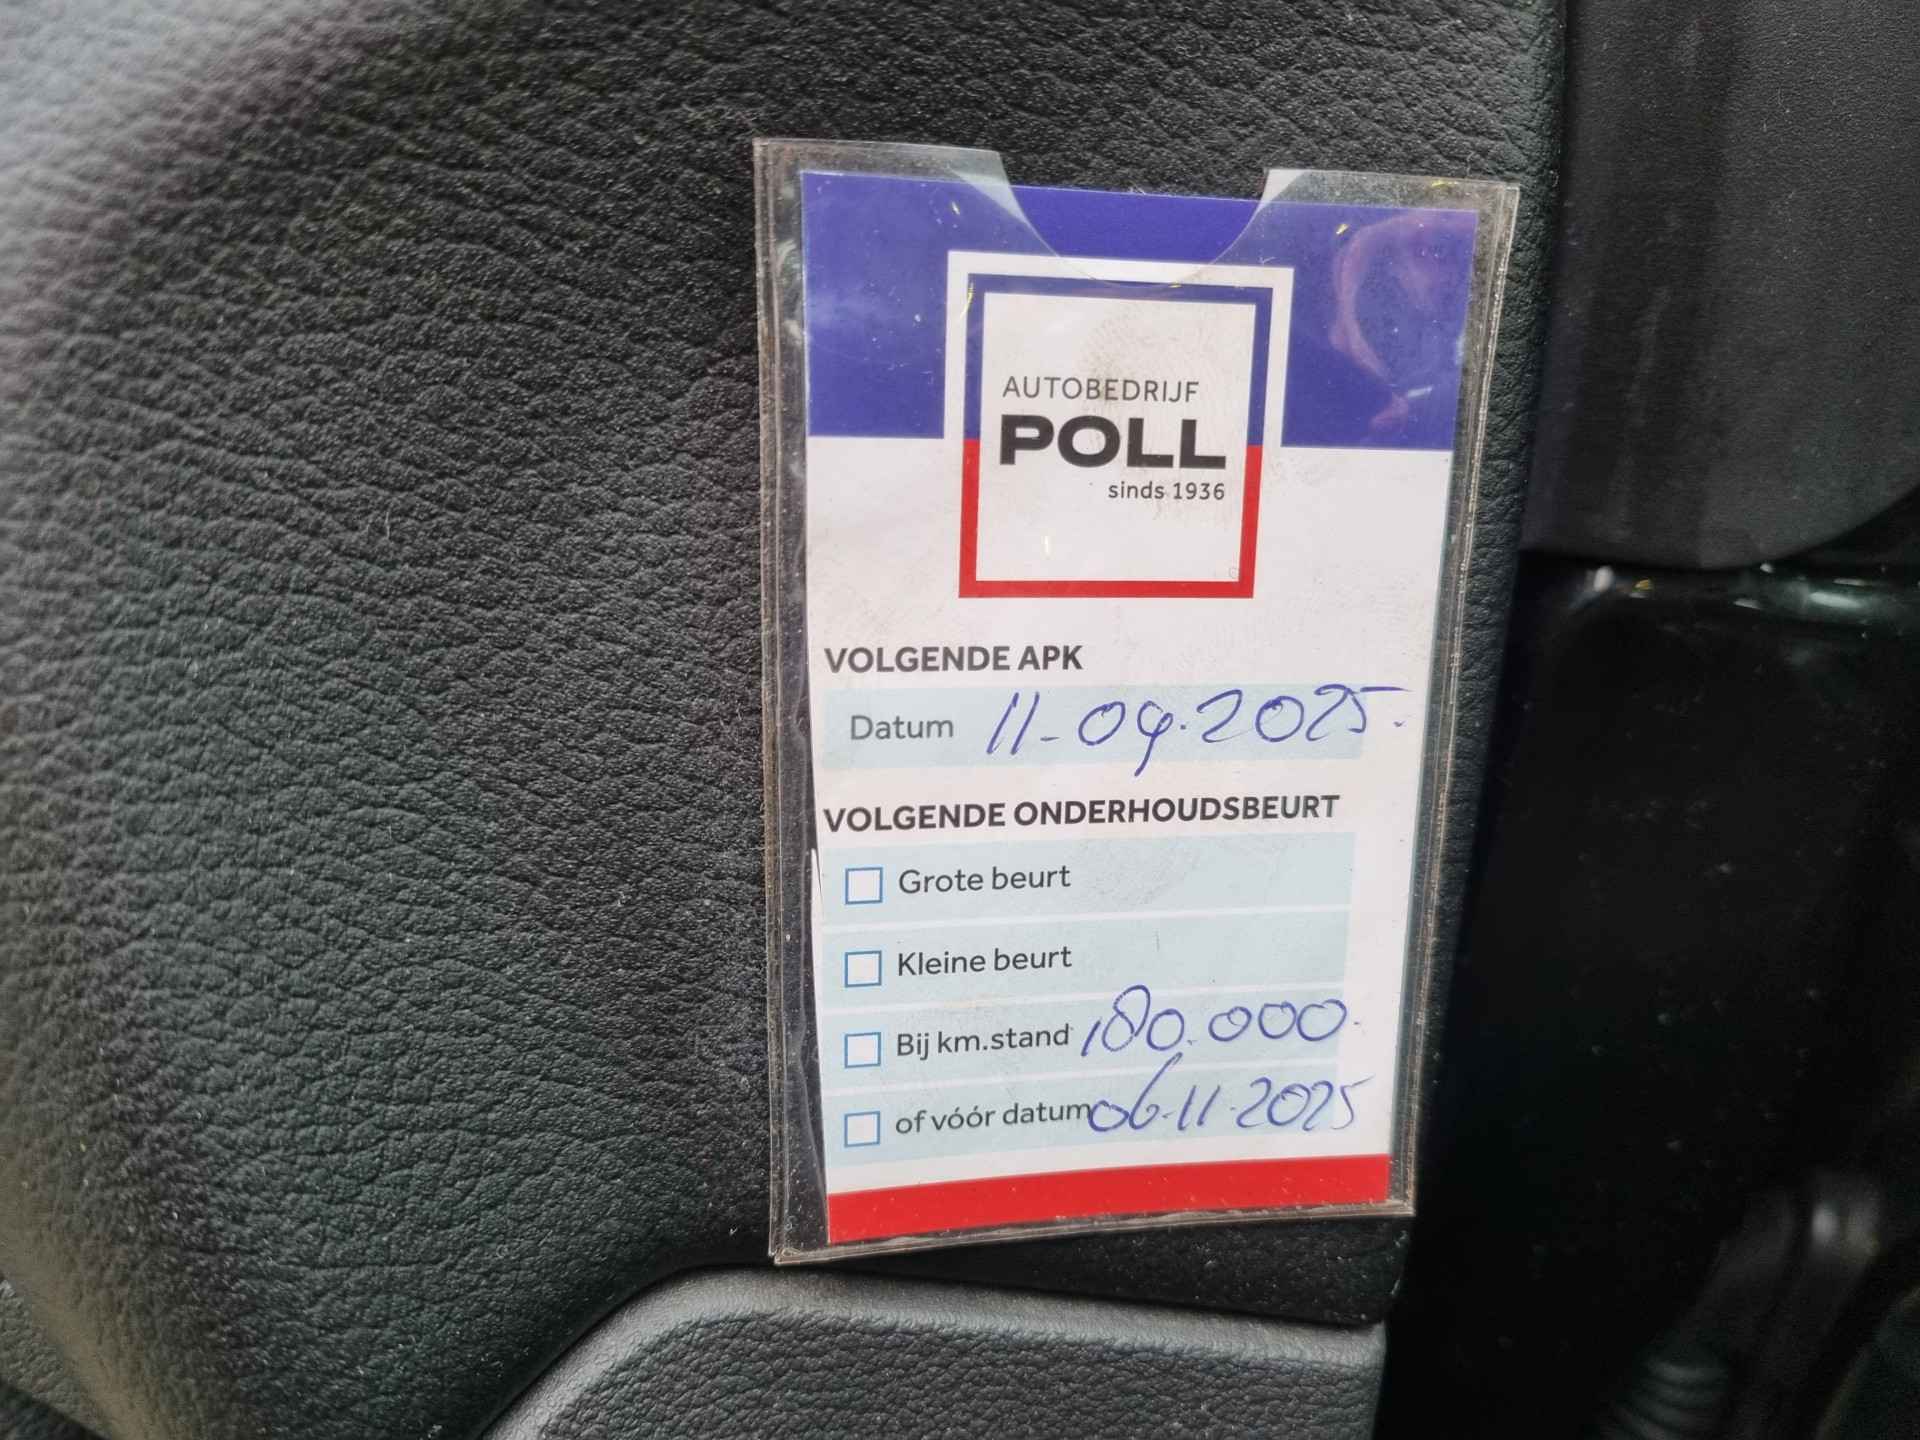 AUTOBEDRIJF
POLL
sinds 1936
VOLGENDE APK
Datum 11-09-2025.
VOLGENDE ONDERHOUDSBEURT
Grote beurt
Kleine beurt
Bij km.stand 180.000.
of vóór datum 06-11-2025